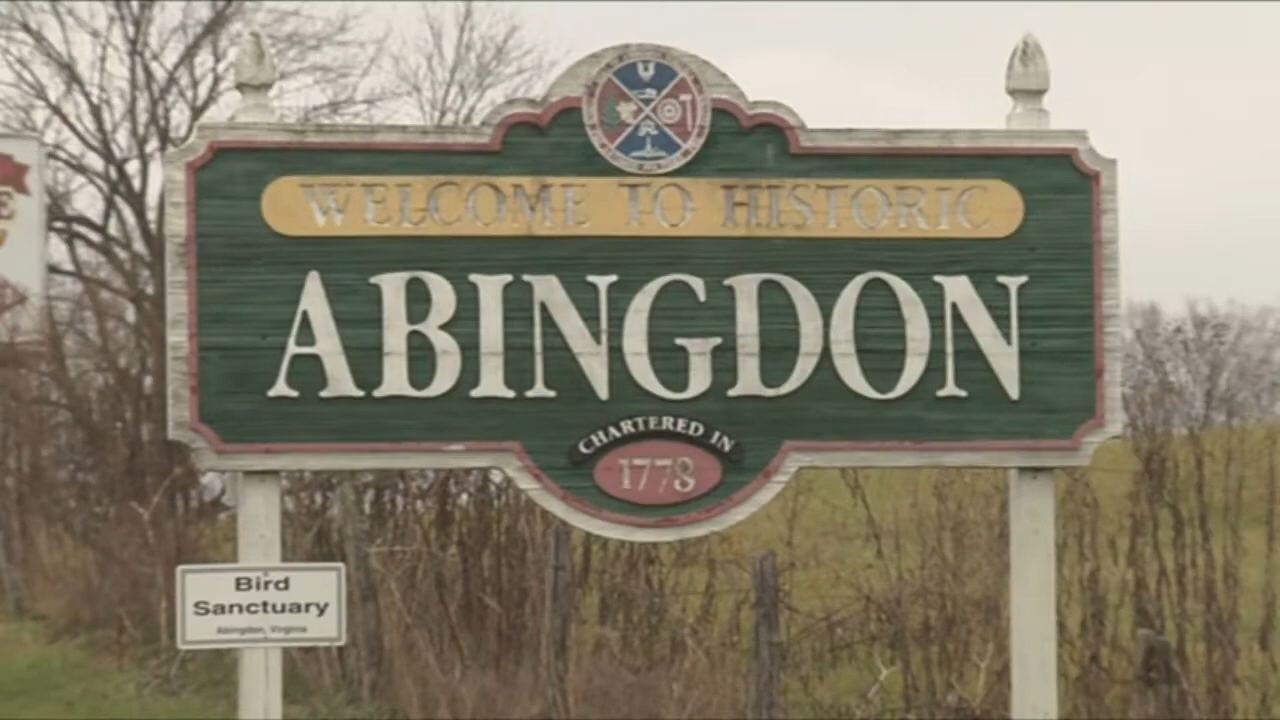 WELCOME TO HISTORIC
ABINGDON
CHARTERED IN
1778
Bird
Sanctuary
Abingdon, Virginia